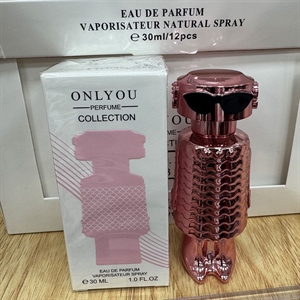 EAU DE PARFUM
VAPORISATEUR NATURAL SPRAY
℮30ml/12pcs
ONLYOU
PERFUME
COLLECTION
EAU DE PARFUM
VAPORISATEUR SPRAY
℮30 ML 1.0 FL.OZ